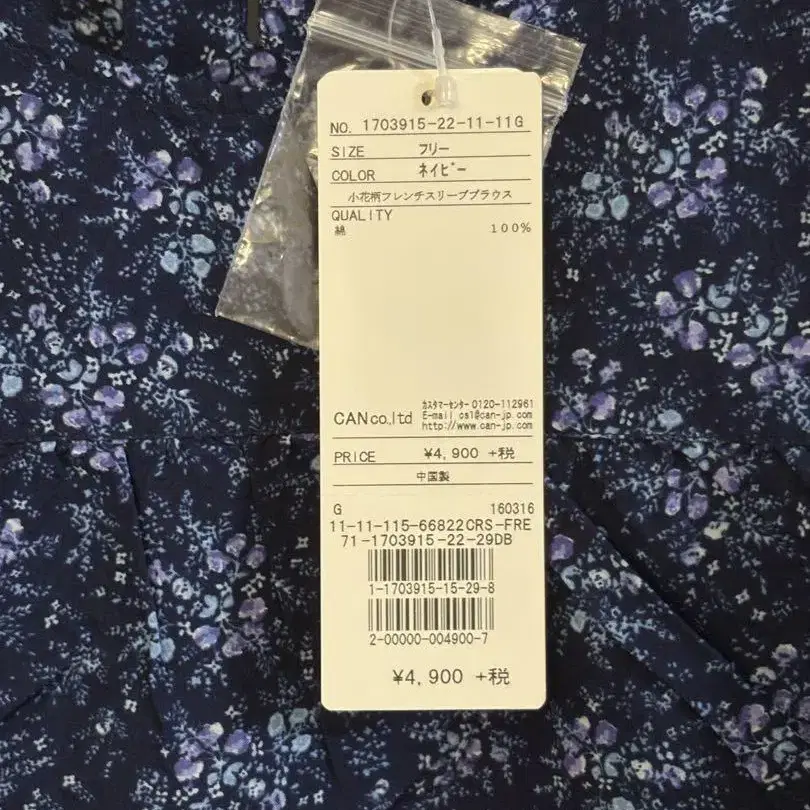 NO. 1703915-22-11-11G
SIZE フリー
COLOR ネイビー
小花柄フレンチスリーブブラウス
QUALITY
綿 100%
CANco.,ltd
カスタマーセンター0120-112961
E-mail cs1@can-jp.com
http://www.can-jp.com
PRICE ¥4,900 +税
中国製
G 160316
11-11-115-66822CRS-FRE
71-1703915-22-29DB
1-1703915-15-29-8
2-00000-004900-7
¥4,900 +税